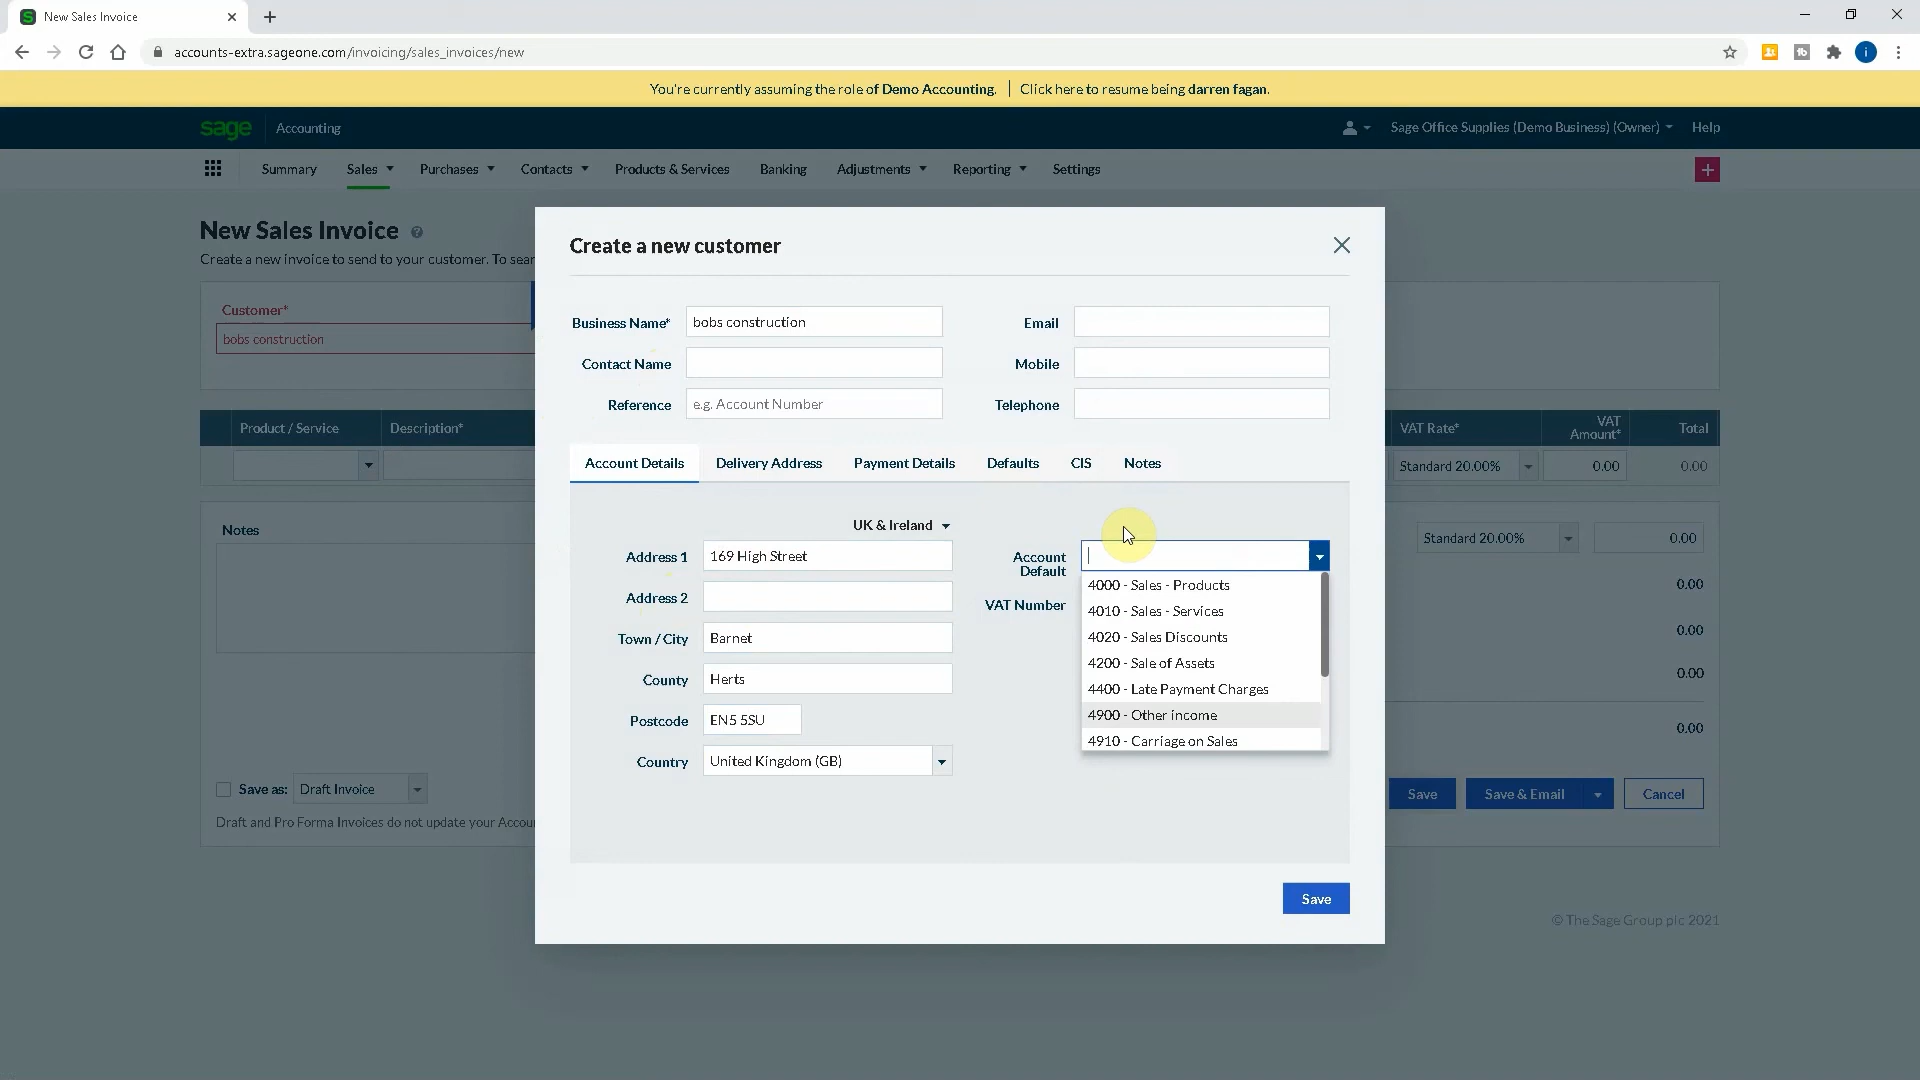 New Sales Invoice
accounts-extra.sageone.com/invoicing/sales_invoices/new
You're currently assuming the role of Demo Accounting. Click here to resume being darren fagan.
sage Accounting Sage Office Supplies (Demo Business) (Owner) Help
Summary Sales Purchases Contacts Products & Services Banking Adjustments Reporting Settings
New Sales Invoice
Create a new invoice to send to your customer. To sear
Customer*
bobs construction
Product / Service Description* VAT Rate* VAT Amount* Total
Standard 20.00% 0.00 0.00
Notes
Standard 20.00% 0.00
0.00
0.00
0.00
0.00
Save as: Draft Invoice
Save Save & Email Cancel
Draft and Pro Forma Invoices do not update your Accou
© The Sage Group plc 2021
Create a new customer
Business Name* bobs construction Email
Contact Name Mobile
Reference e.g. Account Number Telephone
Account Details Delivery Address Payment Details Defaults CIS Notes
UK & Ireland
Address 1 169 High Street
Address 2
Town / City Barnet
County Herts
Postcode EN5 5SU
Country United Kingdom (GB)
Account Default
VAT Number
4000 - Sales - Products
4010 - Sales - Services
4020 - Sales Discounts
4200 - Sale of Assets
4400 - Late Payment Charges
4900 - Other income
4910 - Carriage on Sales
Save